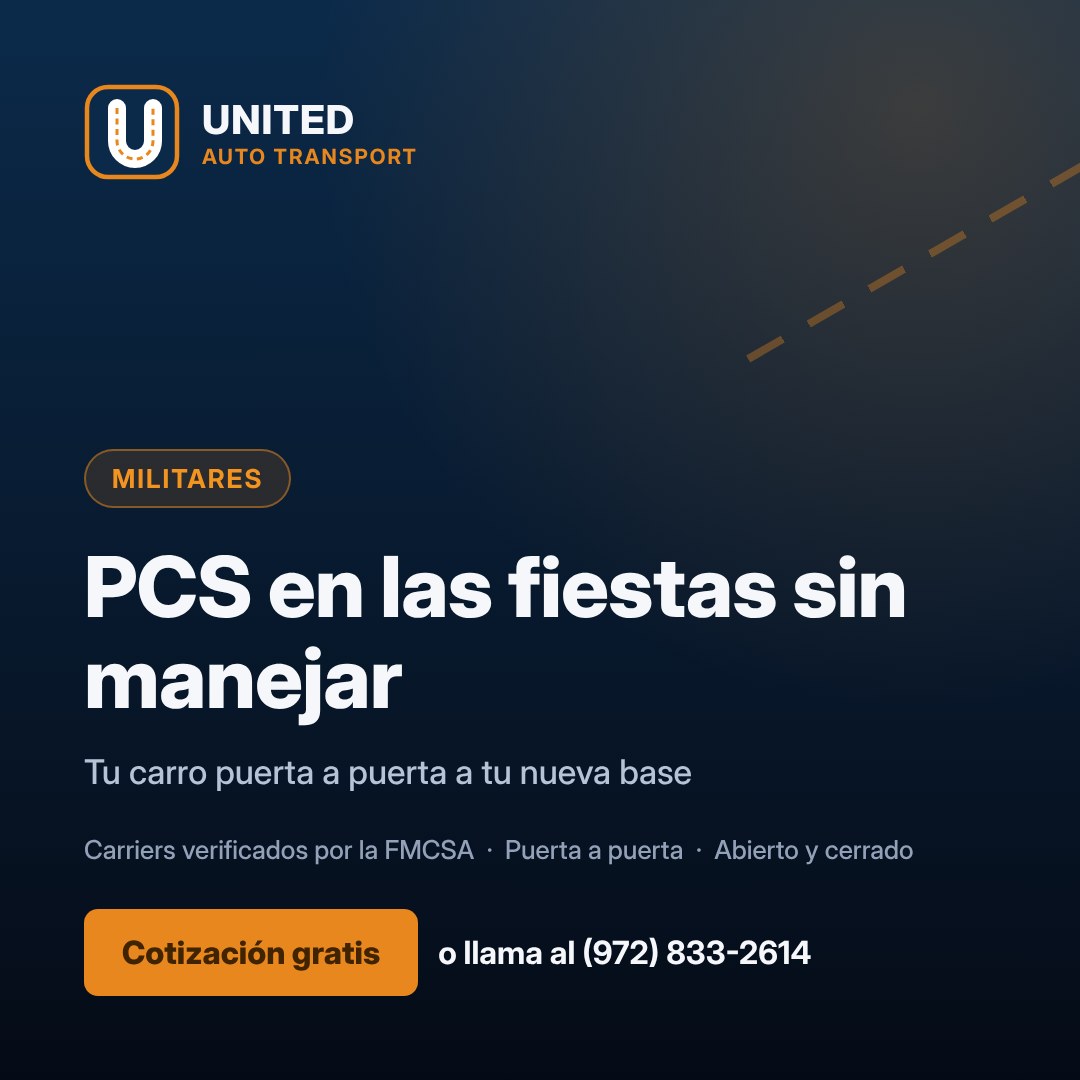 UNITED
AUTO TRANSPORT
MILITARES
PCS en las fiestas sin
manejar
Tu carro puerta a puerta a tu nueva base
Carriers verificados por la FMCSA · Puerta a puerta · Abierto y cerrado
Cotización gratis o llama al (972) 833-2614